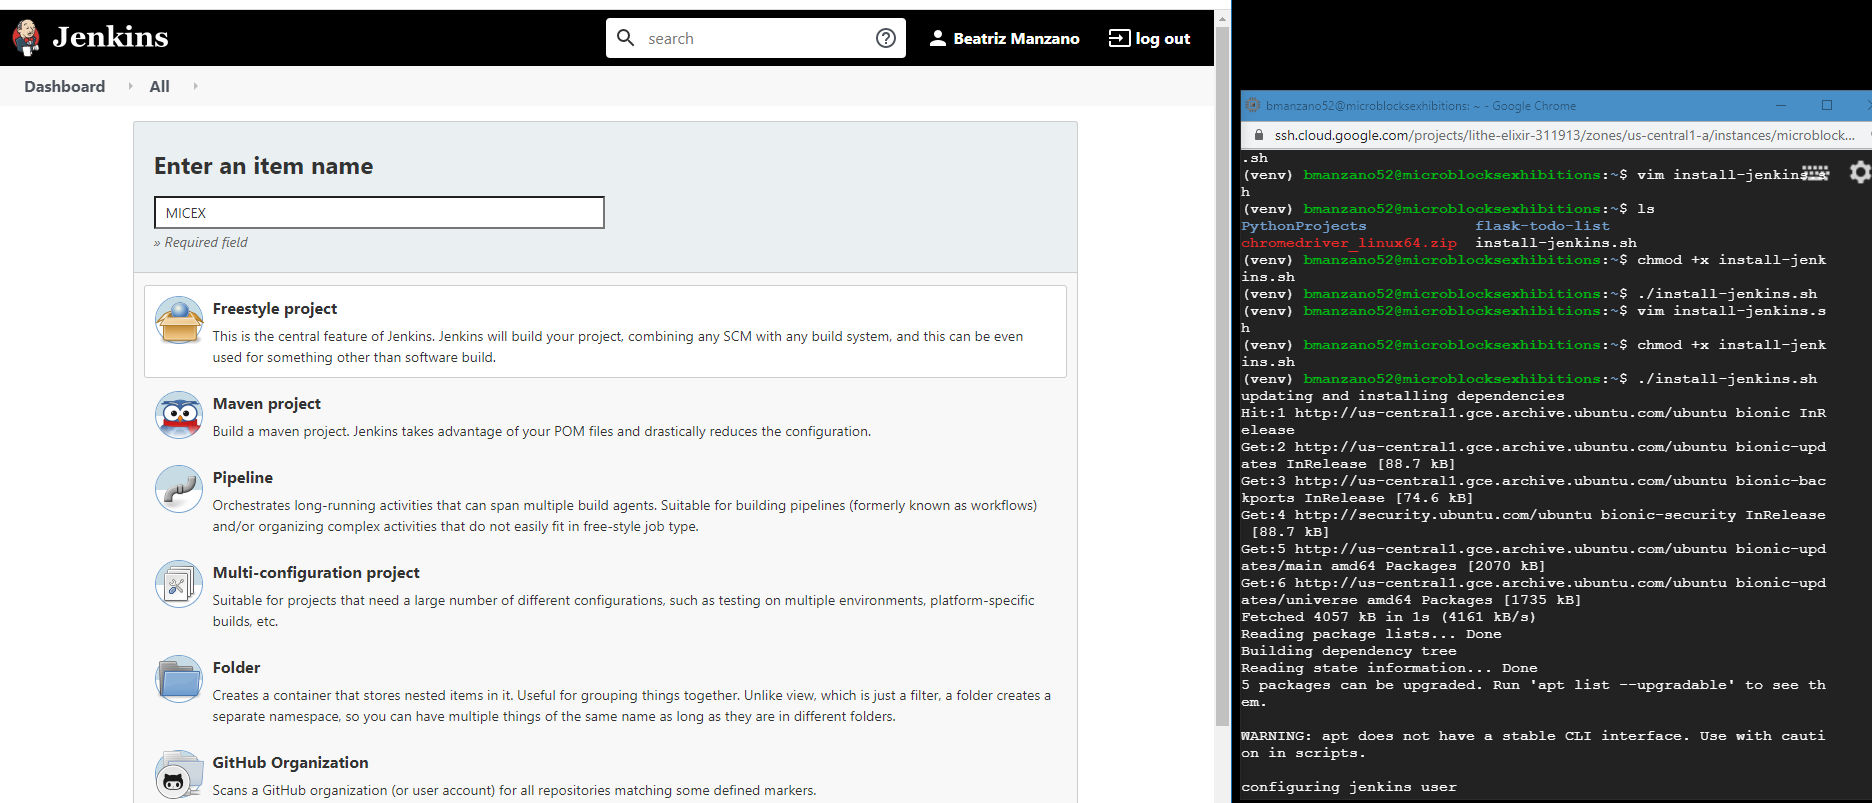 Jenkins
search
Beatriz Manzano
log out
Dashboard
All
Enter an item name
MICEX
» Required field
Freestyle project
This is the central feature of Jenkins. Jenkins will build your project, combining any SCM with any build system, and this can be even
used for something other than software build.
Maven project
Build a maven project. Jenkins takes advantage of your POM files and drastically reduces the configuration.
Pipeline
Orchestrates long-running activities that can span multiple build agents. Suitable for building pipelines (formerly known as workflows)
and/or organizing complex activities that do not easily fit in free-style job type.
Multi-configuration project
Suitable for projects that need a large number of different configurations, such as testing on multiple environments, platform-specific
builds, etc.
Folder
Creates a container that stores nested items in it. Useful for grouping things together. Unlike view, which is just a filter, a folder creates a
separate namespace, so you can have multiple things of the same name as long as they are in different folders.
GitHub Organization
Scans a GitHub organization (or user account) for all repositories matching some defined markers.
bmanzano52@microblocksexhibitions: ~ - Google Chrome
ssh.cloud.google.com/projects/lithe-elixir-311913/zones/us-central1-a/instances/microblock...
.sh
(venv) bmanzano52@microblocksexhibitions:~$ vim install-jenkins.s
h
(venv) bmanzano52@microblocksexhibitions:~$ ls
PythonProjects flask-todo-list
chromedriver_linux64.zip install-jenkins.sh
(venv) bmanzano52@microblocksexhibitions:~$ chmod +x install-jenk
ins.sh
(venv) bmanzano52@microblocksexhibitions:~$ ./install-jenkins.sh
(venv) bmanzano52@microblocksexhibitions:~$ vim install-jenkins.s
h
(venv) bmanzano52@microblocksexhibitions:~$ chmod +x install-jenk
ins.sh
(venv) bmanzano52@microblocksexhibitions:~$ ./install-jenkins.sh
updating and installing dependencies
Hit:1 http://us-central1.gce.archive.ubuntu.com/ubuntu bionic InR
elease
Get:2 http://us-central1.gce.archive.ubuntu.com/ubuntu bionic-upd
ates InRelease [88.7 kB]
Get:3 http://us-central1.gce.archive.ubuntu.com/ubuntu bionic-bac
kports InRelease [74.6 kB]
Get:4 http://security.ubuntu.com/ubuntu bionic-security InRelease
[88.7 kB]
Get:5 http://us-central1.gce.archive.ubuntu.com/ubuntu bionic-upd
ates/main amd64 Packages [2070 kB]
Get:6 http://us-central1.gce.archive.ubuntu.com/ubuntu bionic-upd
ates/universe amd64 Packages [1735 kB]
Fetched 4057 kB in 1s (4161 kB/s)
Reading package lists... Done
Building dependency tree
Reading state information... Done
5 packages can be upgraded. Run 'apt list --upgradable' to see th
em.
WARNING: apt does not have a stable CLI interface. Use with cauti
on in scripts.
configuring jenkins user